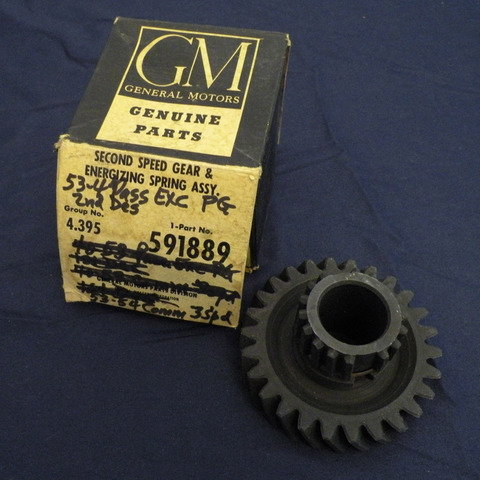 GM
GENERAL MOTORS
GENUINE
PARTS
SECOND SPEED GEAR &
ENERGIZING SPRING ASSY.
53- Pass EXC PG
2nd Des
Group No.
1-Part No.
4.395
591889
53-54 Comm 3 Spd